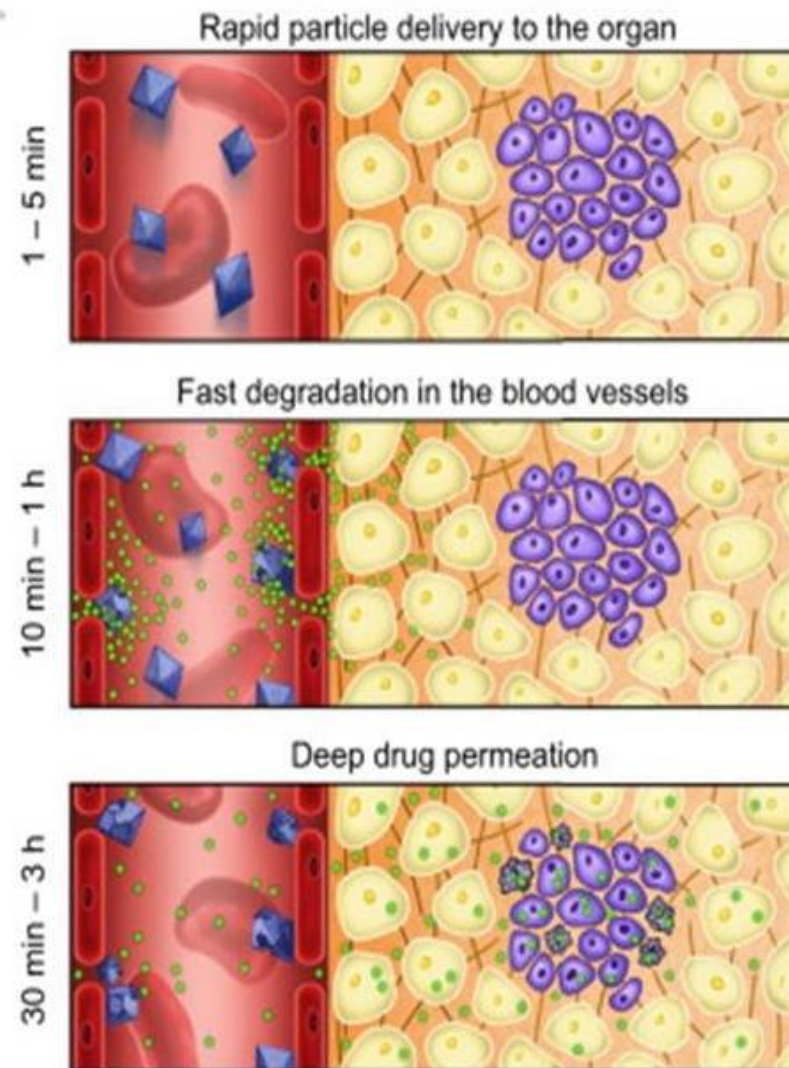 Rapid particle delivery to the organ
1 – 5 min
Fast degradation in the blood vessels
10 min – 1 h
Deep drug permeation
30 min – 3 h